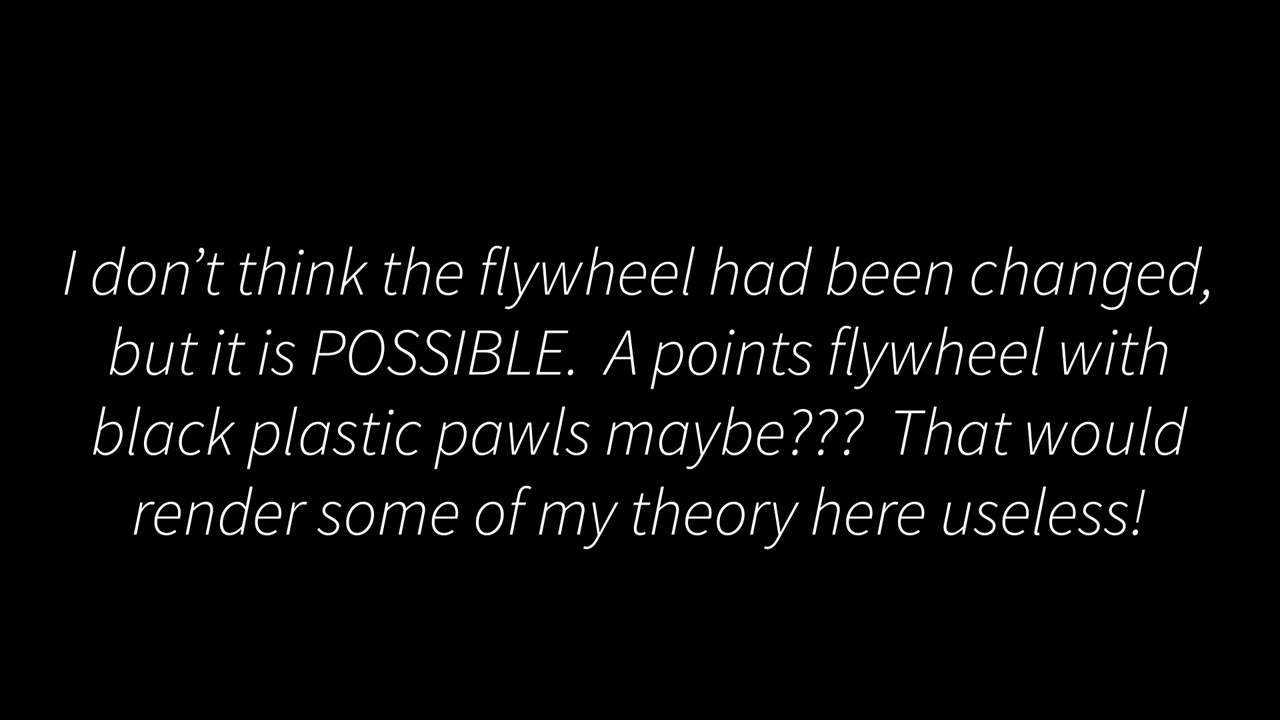 I don’t think the flywheel had been changed,
but it is POSSIBLE.  A points flywheel with
black plastic pawls maybe???  That would
render some of my theory here useless!